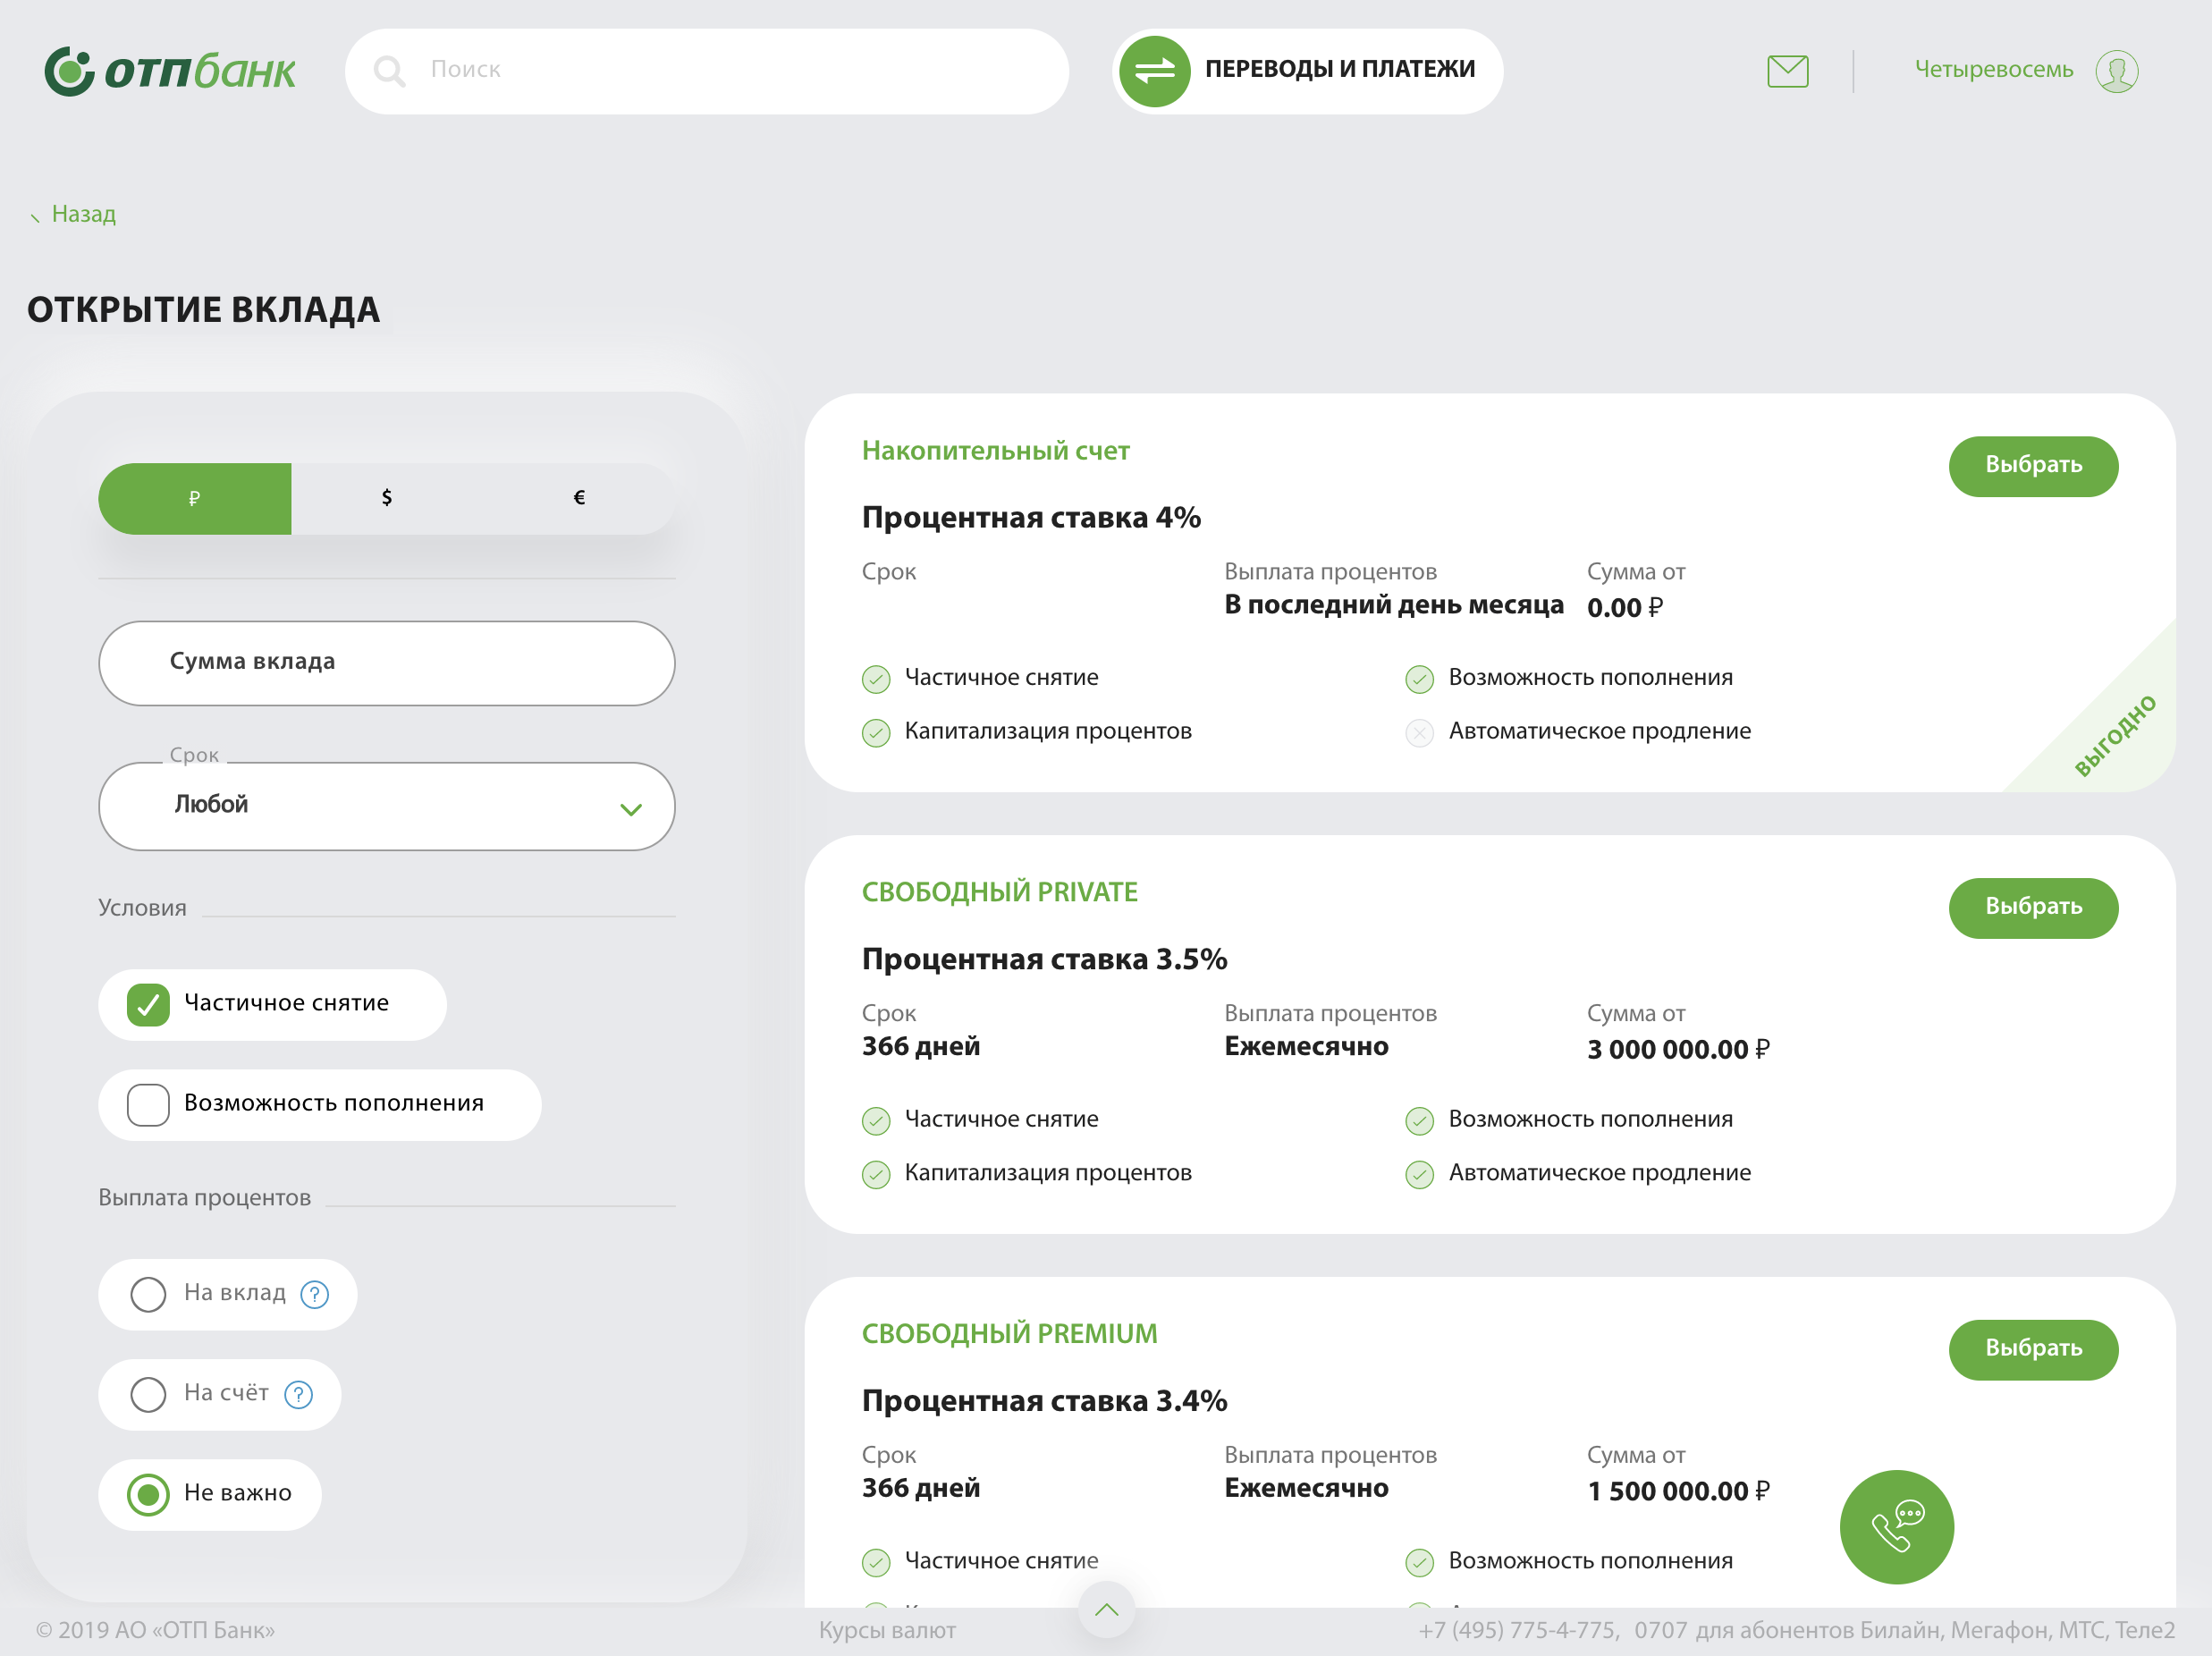 отпбанк
Поиск
ПЕРЕВОДЫ И ПЛАТЕЖИ
Четыревосемь
Назад
ОТКРЫТИЕ ВКЛАДА
₽ $ €
Сумма вклада
Срок
Любой
Условия
Частичное снятие
Возможность пополнения
Выплата процентов
На вклад ?
На счёт ?
Не важно
Накопительный счет
Выбрать
Процентная ставка 4%
Срок Выплата процентов Сумма от
В последний день месяца 0.00 ₽
Частичное снятие Возможность пополнения
Капитализация процентов Автоматическое продление
ВЫГОДНО
СВОБОДНЫЙ PRIVATE
Выбрать
Процентная ставка 3.5%
Срок Выплата процентов Сумма от
366 дней Ежемесячно 3 000 000.00 ₽
Частичное снятие Возможность пополнения
Капитализация процентов Автоматическое продление
СВОБОДНЫЙ PREMIUM
Выбрать
Процентная ставка 3.4%
Срок Выплата процентов Сумма от
366 дней Ежемесячно 1 500 000.00 ₽
Частичное снятие Возможность пополнения
© 2019 АО «ОТП Банк» Курсы валют +7 (495) 775-4-775, 0707 для абонентов Билайн, Мегафон, МТС, Теле2